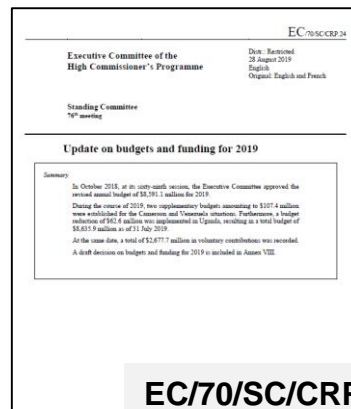 EC/70/SC/CRP.24
Executive Committee of the
High Commissioner's Programme
Distr.: Restricted
28 August 2019
English
Original: English and French
Standing Committee
76th meeting
Update on budgets and funding for 2019
Summary
In October 2018, at its sixty-ninth session, the Executive Committee approved the
revised annual budget of $8,591.1 million for 2019.
During the course of 2019, two supplementary budgets amounting to $107.4 million
were established for the Cameroon and Venezuela situations. Furthermore, a budget
reduction of $62.6 million was implemented in Uganda, resulting in a total budget of
$8,635.9 million as of 31 July 2019.
At the same date, a total of $2,677.7 million in voluntary contributions was recorded.
A draft decision on budgets and funding for 2019 is included in Annex VIII.
EC/70/SC/CRP